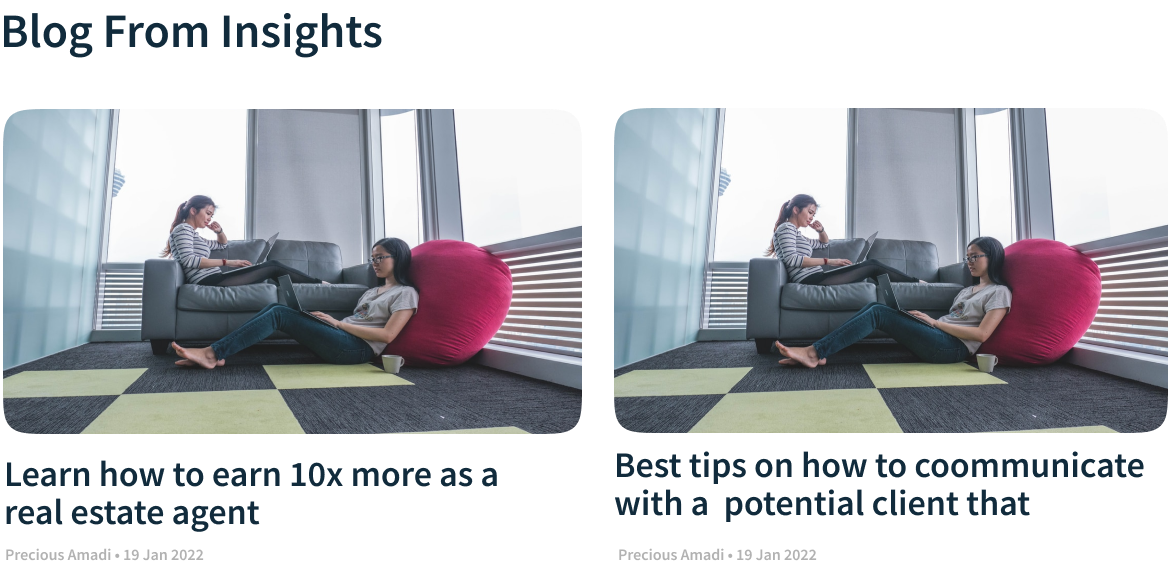 Blog From Insights
Learn how to earn 10x more as a
real estate agent
Precious Amadi • 19 Jan 2022
Best tips on how to coommunicate
with a  potential client that
Precious Amadi • 19 Jan 2022